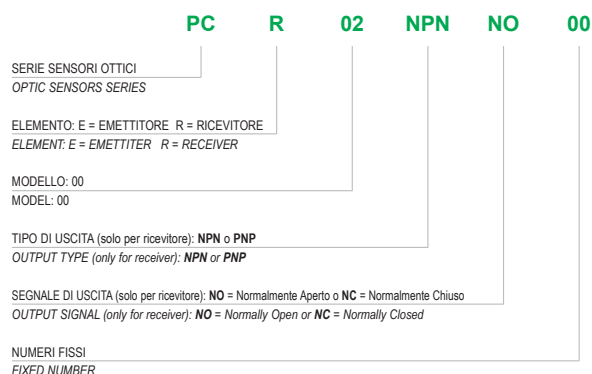 PC R 02 NPN NO 00
SERIE SENSORI OTTICI
OPTIC SENSORS SERIES
ELEMENTO: E = EMETTITORE R = RICEVITORE
ELEMENT: E = EMETTITER R = RECEIVER
MODELLO: 00
MODEL: 00
TIPO DI USCITA (solo per ricevitore): NPN o PNP
OUTPUT TYPE (only for receiver): NPN or PNP
SEGNALE DI USCITA (solo per ricevitore): NO = Normalmente Aperto o NC = Normalmente Chiuso
OUTPUT SIGNAL (only for receiver): NO = Normally Open or NC = Normally Closed
NUMERI FISSI
FIXED NUMBER